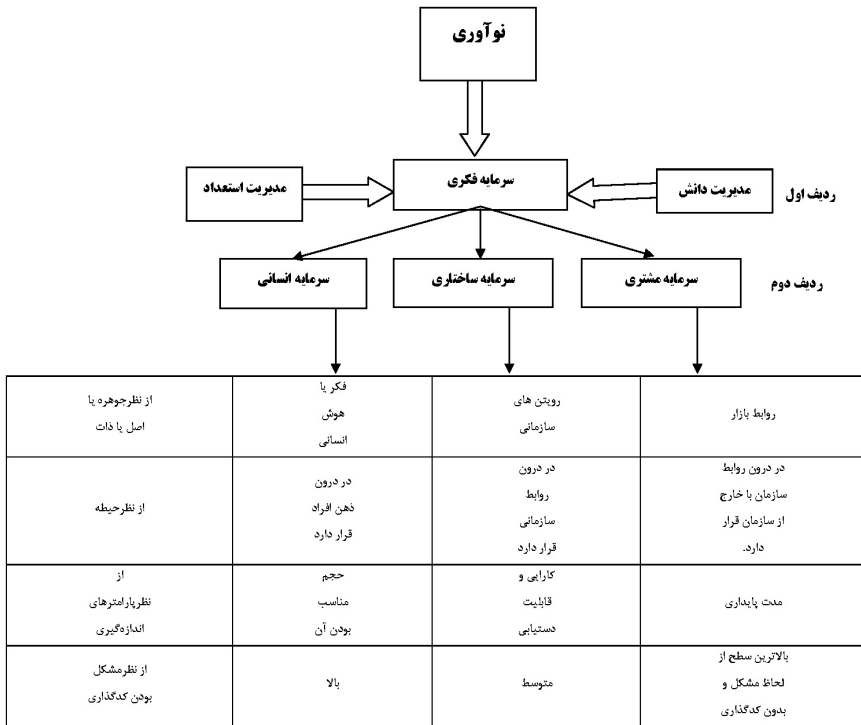 نوآوری
سرمایه فکری
مدیریت استعداد
مدیریت دانش
ردیف اول
سرمایه انسانی
سرمایه ساختاری
سرمایه مشتری
ردیف دوم
از نظرجوهره یا
اصل یا ذات
فکر یا
هوش
انسانی
رویتن های
سازمانی
روابط بازار
از نظرحیطه
در درون
ذهن افراد
قرار دارد
در درون
روابط
سازمانی
قرار دارد
در درون روابط
سازمان با خارج
از سازمان قرار
دارد.
از
نظرپارامترهای
اندازه‌گیری
حجم
مناسب
بودن آن
کارایی و
قابلیت
دستیابی
مدت پایداری
از نظرمشکل
بودن کدگذاری
بالا
متوسط
بالاترین سطح از
لحاظ مشکل و
بدون کدگذاری